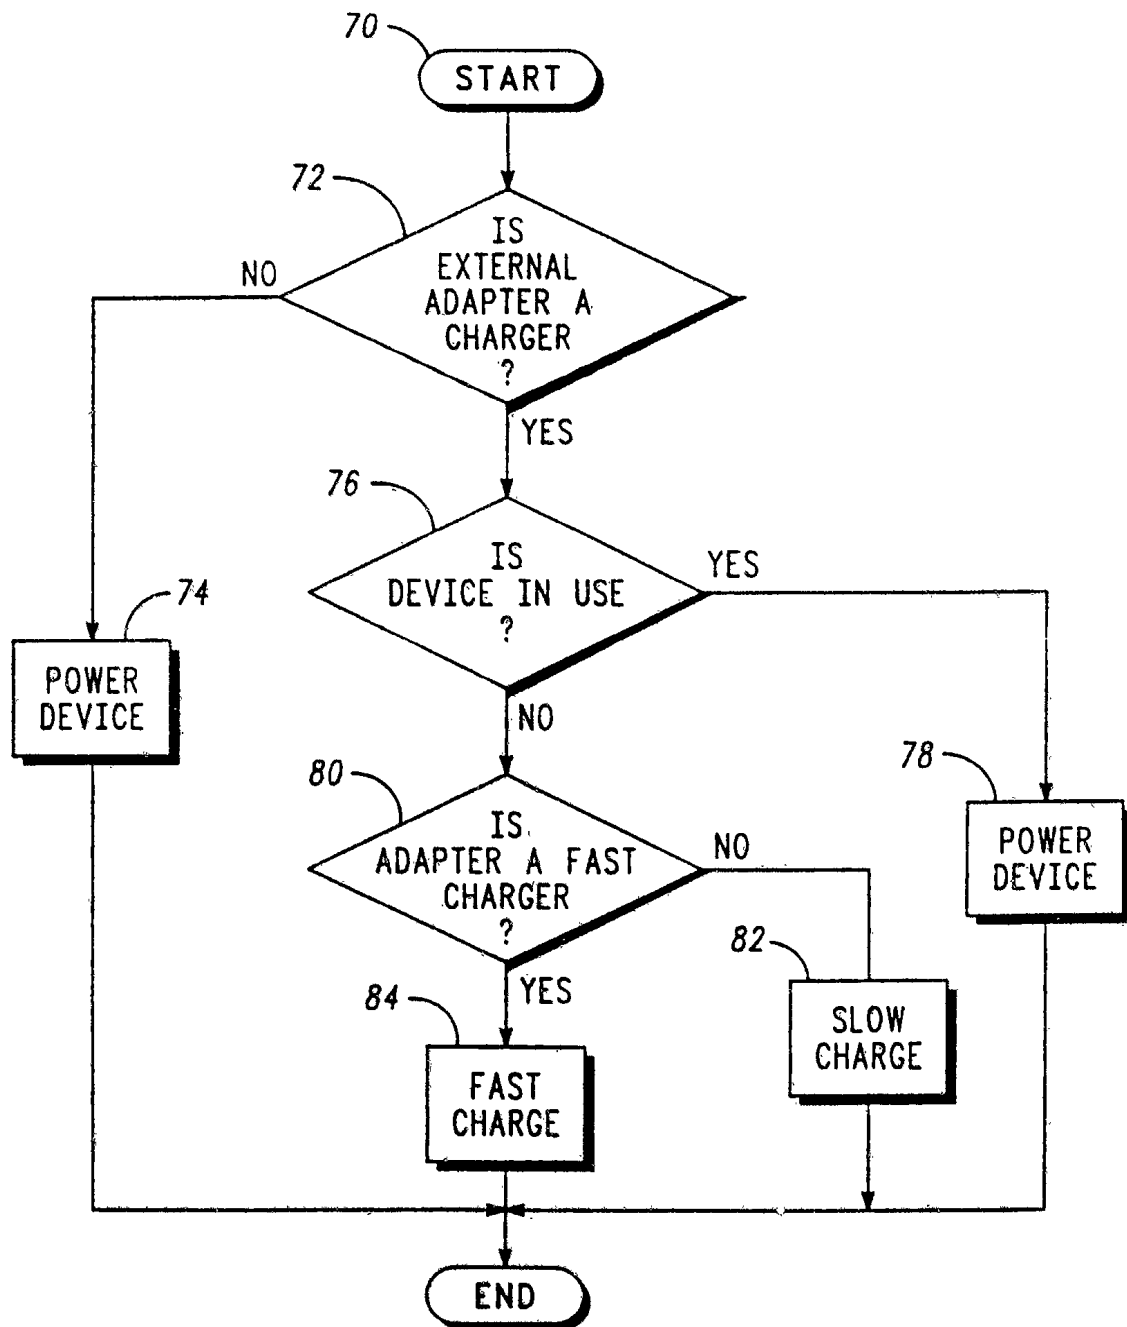 70
START
72
IS
EXTERNAL
ADAPTER A
CHARGER
?
NO
YES
76
IS
DEVICE IN USE
?
YES
NO
74
POWER
DEVICE
78
POWER
DEVICE
80
IS
ADAPTER A FAST
CHARGER
?
NO
YES
82
SLOW
CHARGE
84
FAST
CHARGE
END